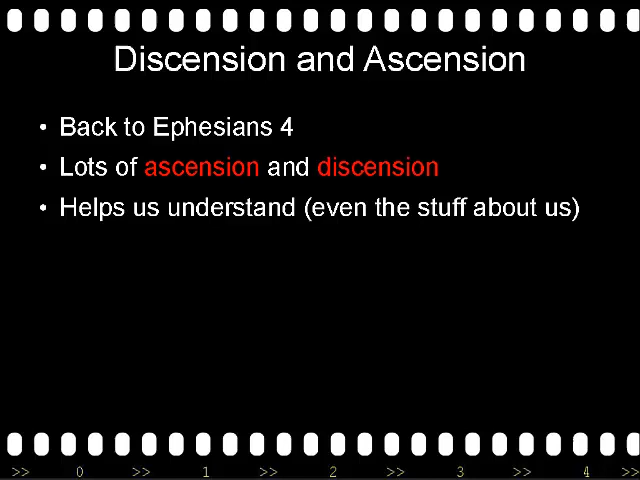 Discension and Ascension
• Back to Ephesians 4
• Lots of ascension and discension
• Helps us understand (even the stuff about us)
>> 0 >> 1 >> 2 >> 3 >> 4 >>